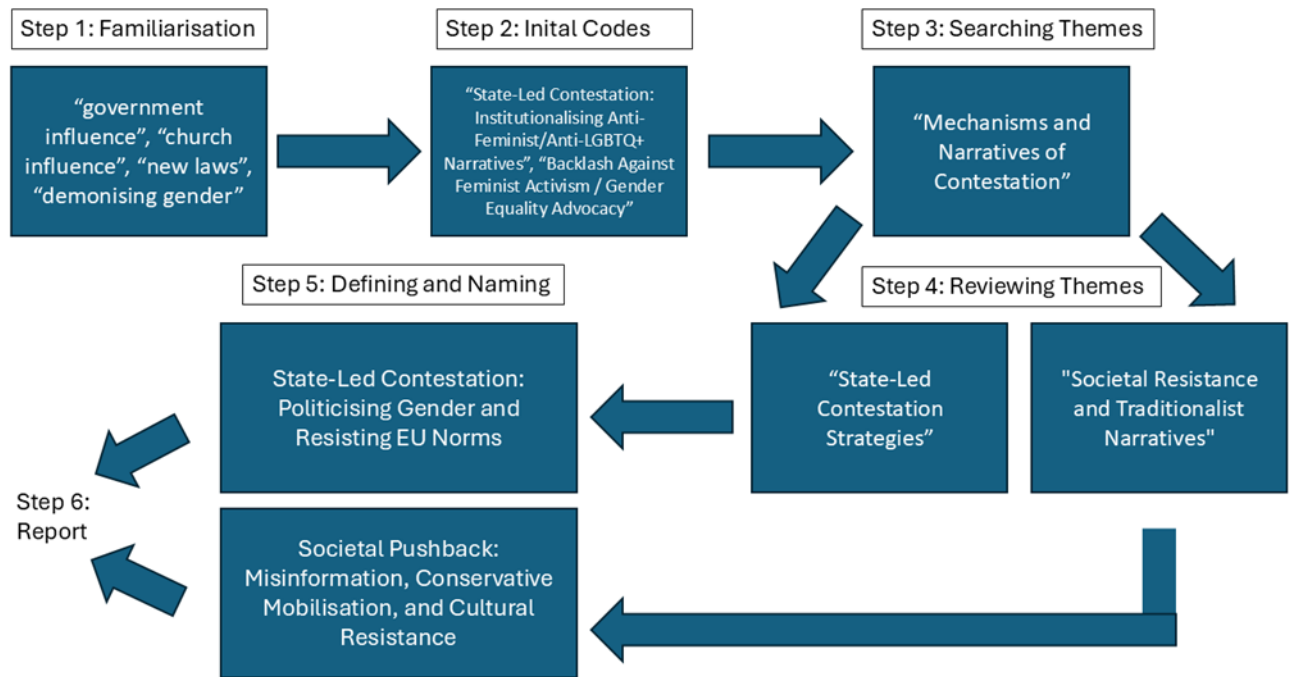 Step 1: Familiarisation
“government
influence”, “church
influence”, “new laws”,
“demonising gender”
Step 2: Inital Codes
“State-Led Contestation:
Institutionalising Anti-
Feminist/Anti-LGBTQ+
Narratives”, “Backlash Against
Feminist Activism / Gender
Equality Advocacy”
Step 3: Searching Themes
“Mechanisms and
Narratives of
Contestation”
Step 4: Reviewing Themes
“State-Led
Contestation
Strategies”
"Societal Resistance
and Traditionalist
Narratives"
Step 5: Defining and Naming
State-Led Contestation:
Politicising Gender and
Resisting EU Norms
Societal Pushback:
Misinformation, Conservative
Mobilisation, and Cultural
Resistance
Step 6:
Report